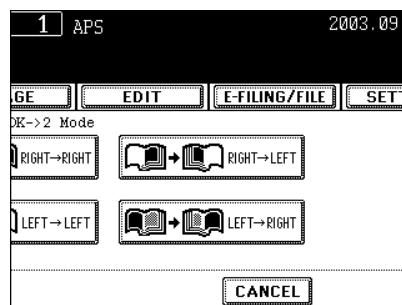 1 APS 2003.09
.GE EDIT E-FILING/FILE SET
OK->2 Mode
RIGHT→RIGHT RIGHT→LEFT
LEFT→LEFT LEFT→RIGHT
CANCEL